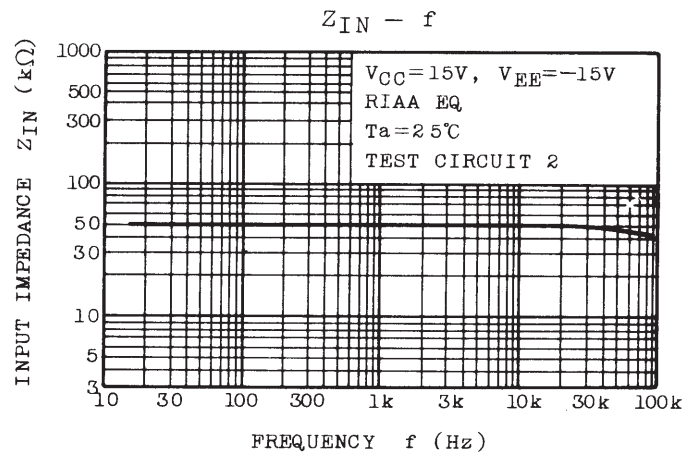 ZIN – f
INPUT IMPEDANCE ZIN (kΩ)
1000
500
300
100
50
30
10
5
3
VCC=15V, VEE=−15V
RIAA EQ
Ta=25℃
TEST CIRCUIT 2
10 30 100 300 1k 3k 10k 30k 100k
FREQUENCY f (Hz)